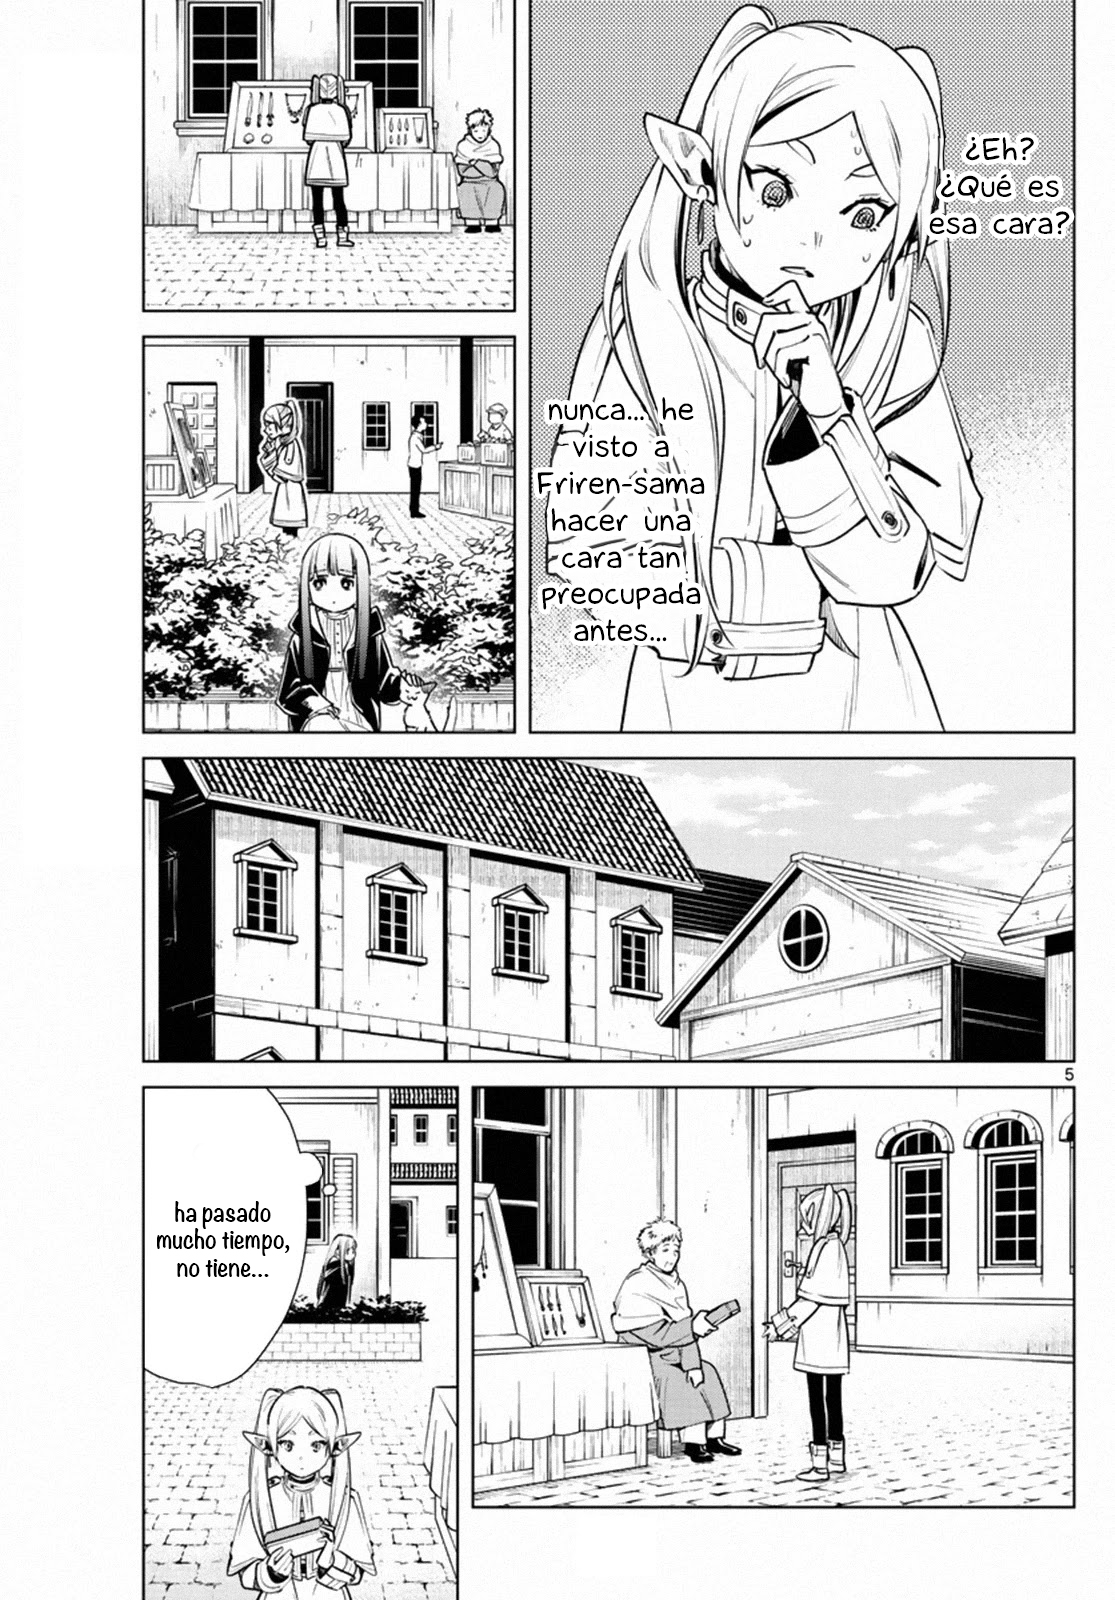 ¿Eh?
¿Qué es
esa cara?
nunca... he
visto a
Friren-sama
hacer una
cara tan
preocupada
antes...
5
ha pasado
mucho tiempo,
no tiene...